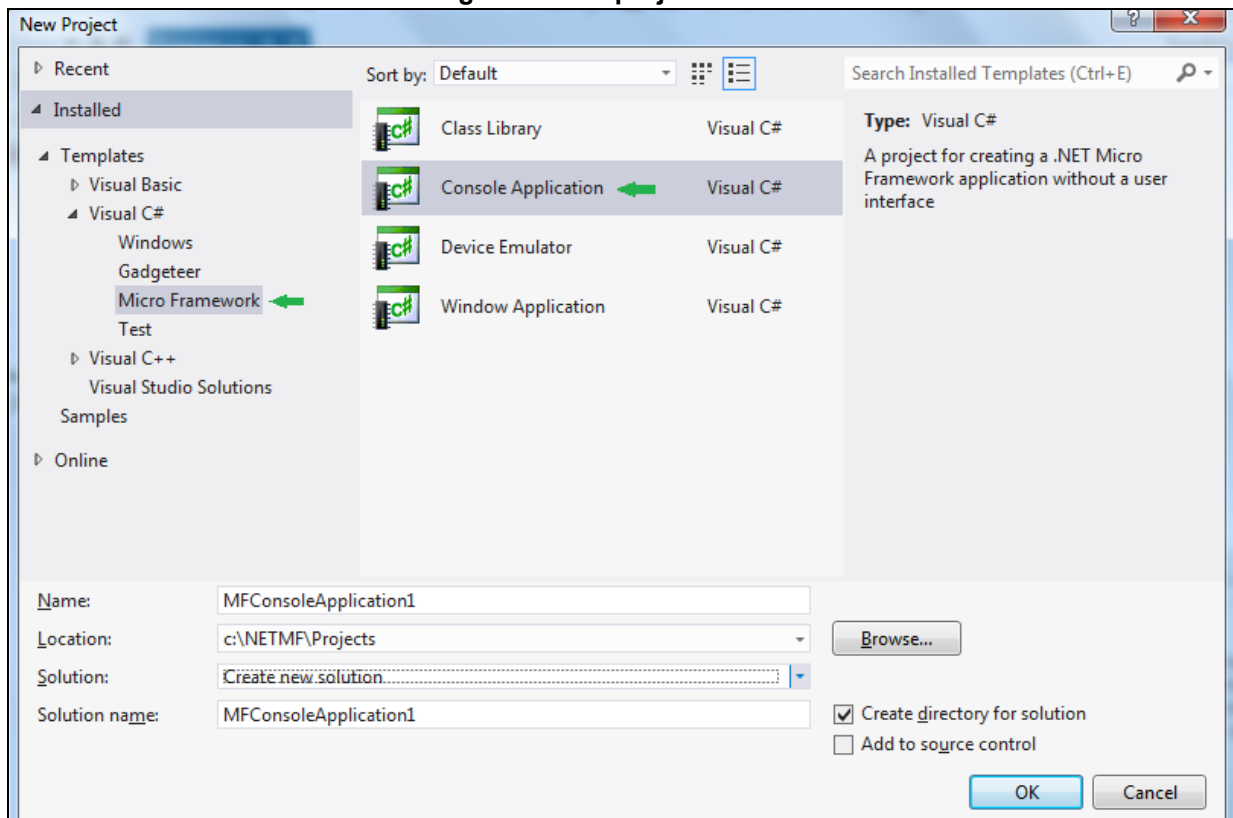 New Project
?
X
Recent
Installed
Templates
Visual Basic
Visual C#
Windows
Gadgeteer
Micro Framework
Test
Visual C++
Visual Studio Solutions
Samples
Online
Sort by: Default
C# Class Library Visual C#
C# Console Application Visual C#
C# Device Emulator Visual C#
C# Window Application Visual C#
Search Installed Templates (Ctrl+E)
Type: Visual C#
A project for creating a .NET Micro
Framework application without a user
interface
Name: MFConsoleApplication1
Location: c:\NETMF\Projects
Browse...
Solution: Create new solution
Solution name: MFConsoleApplication1
Create directory for solution
Add to source control
OK Cancel